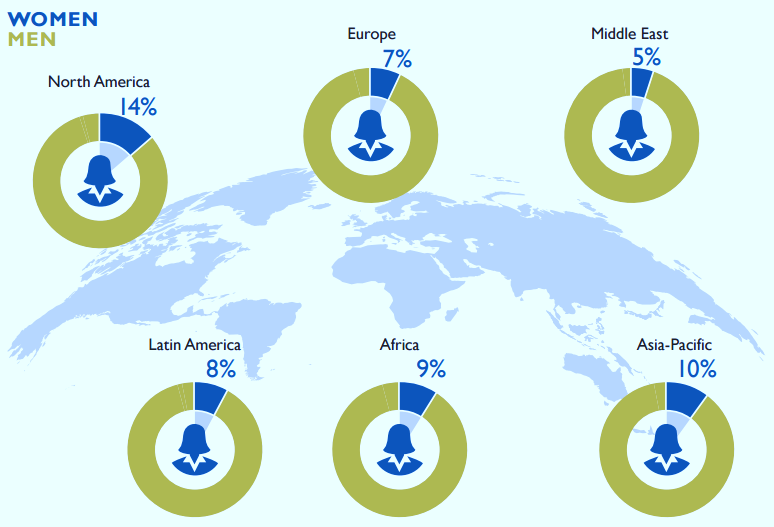 WOMEN
MEN
Europe
7%
Middle East
5%
North America
14%
Latin America
8%
Africa
9%
Asia-Pacific
10%